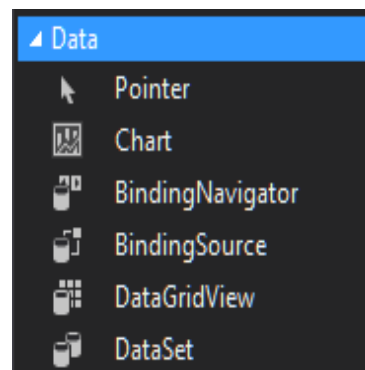 Data
Pointer
Chart
BindingNavigator
BindingSource
DataGridView
DataSet